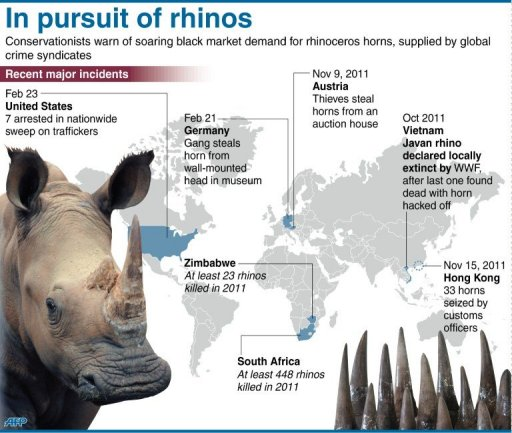 In pursuit of rhinos
Conservationists warn of soaring black market demand for rhinoceros horns, supplied by global
crime syndicates
Recent major incidents
Feb 23
United States
7 arrested in nationwide
sweep on traffickers
Feb 21
Germany
Gang steals
horn from
wall-mounted
head in museum
Nov 9, 2011
Austria
Thieves steal
horns from an
auction house
Oct 2011
Vietnam
Javan rhino
declared locally
extinct by WWF,
after last one found
dead with horn
hacked off
Zimbabwe
At least 23 rhinos
killed in 2011
Nov 15, 2011
Hong Kong
33 horns
seized by
customs
officers
South Africa
At least 448 rhinos
killed in 2011
AFP